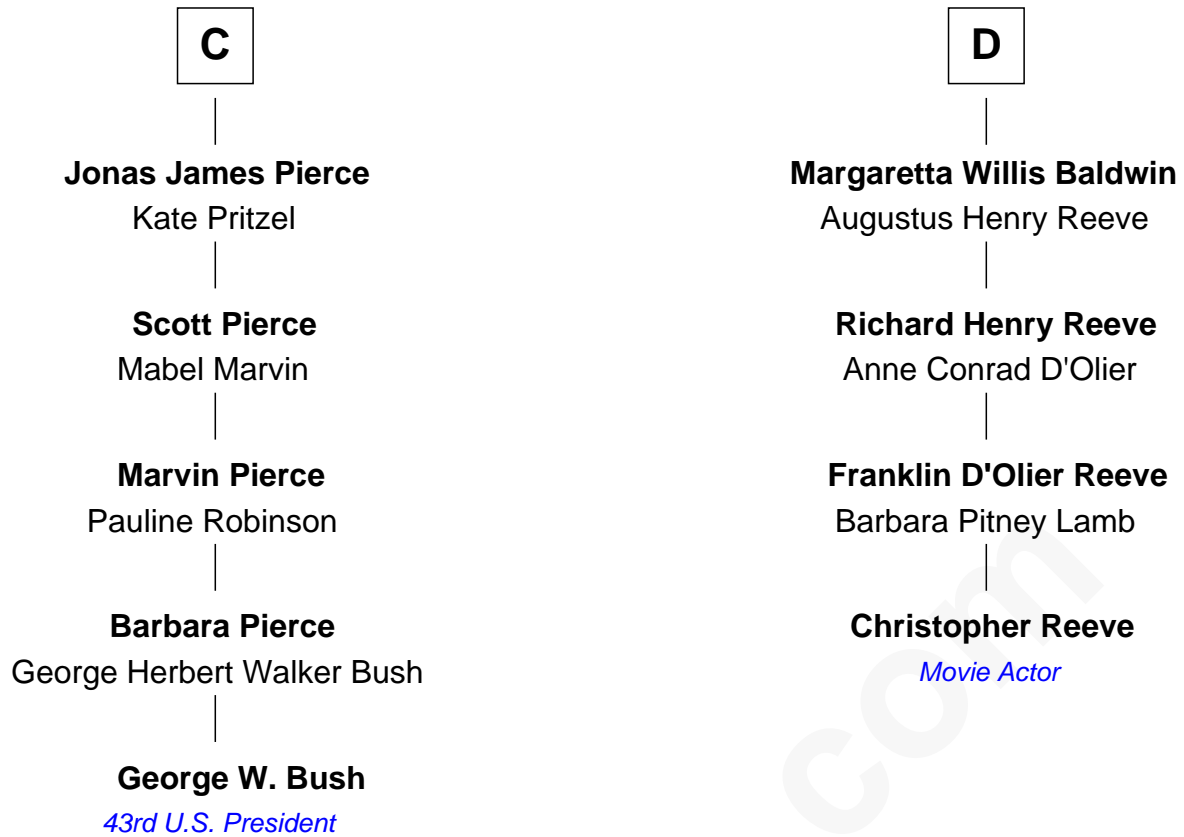 C
Jonas James Pierce
Kate Pritzel
Scott Pierce
Mabel Marvin
Marvin Pierce
Pauline Robinson
Barbara Pierce
George Herbert Walker Bush
George W. Bush
43rd U.S. President
D
Margaretta Willis Baldwin
Augustus Henry Reeve
Richard Henry Reeve
Anne Conrad D'Olier
Franklin D'Olier Reeve
Barbara Pitney Lamb
Christopher Reeve
Movie Actor
com